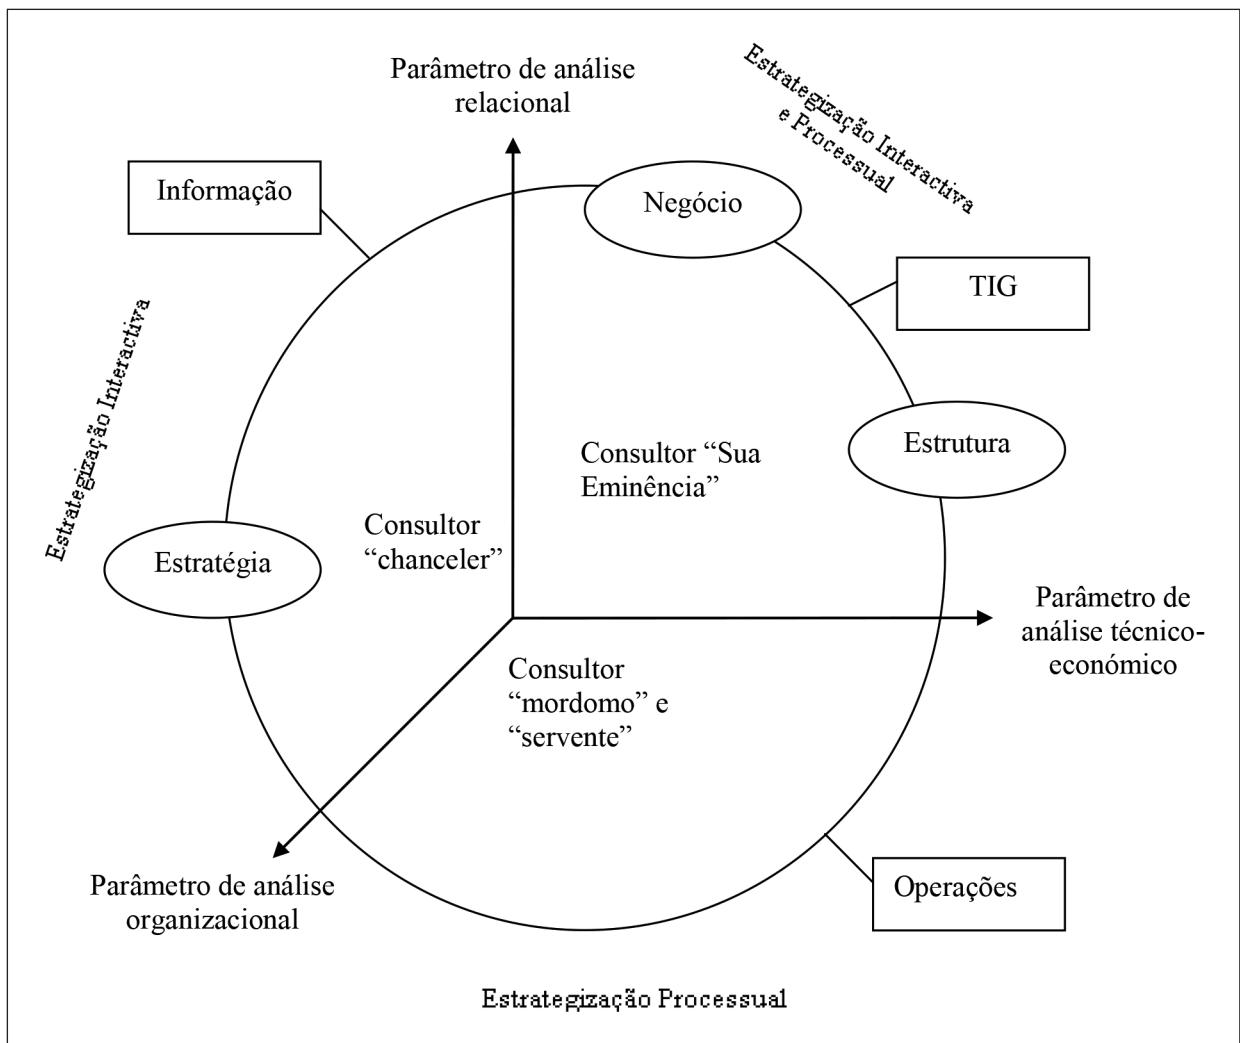 Parâmetro de análise
relacional
Estrategização Interactiva
e Processual
Informação
Negócio
TIG
Estrategização Interactiva
Estrutura
Consultor “Sua
Eminência”
Consultor
“chanceler”
Estratégia
Parâmetro de
análise técnico-
económico
Consultor
“mordomo” e
“servente”
Parâmetro de análise
organizacional
Operações
Estrategização Processual